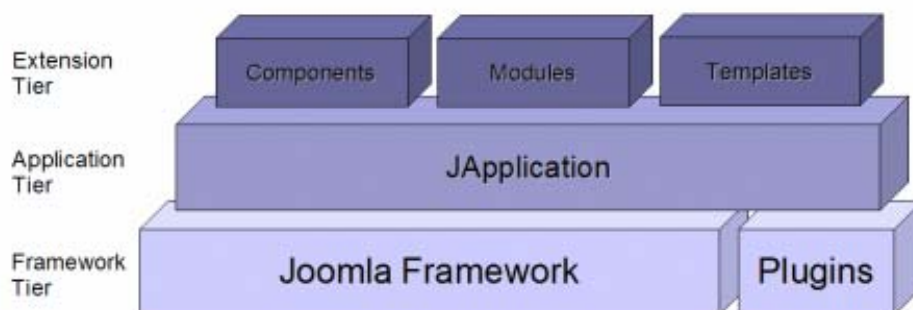 Extension
Tier
Components
Modules
Templates
Application
Tier
JApplication
Framework
Tier
Joomla Framework
Plugins